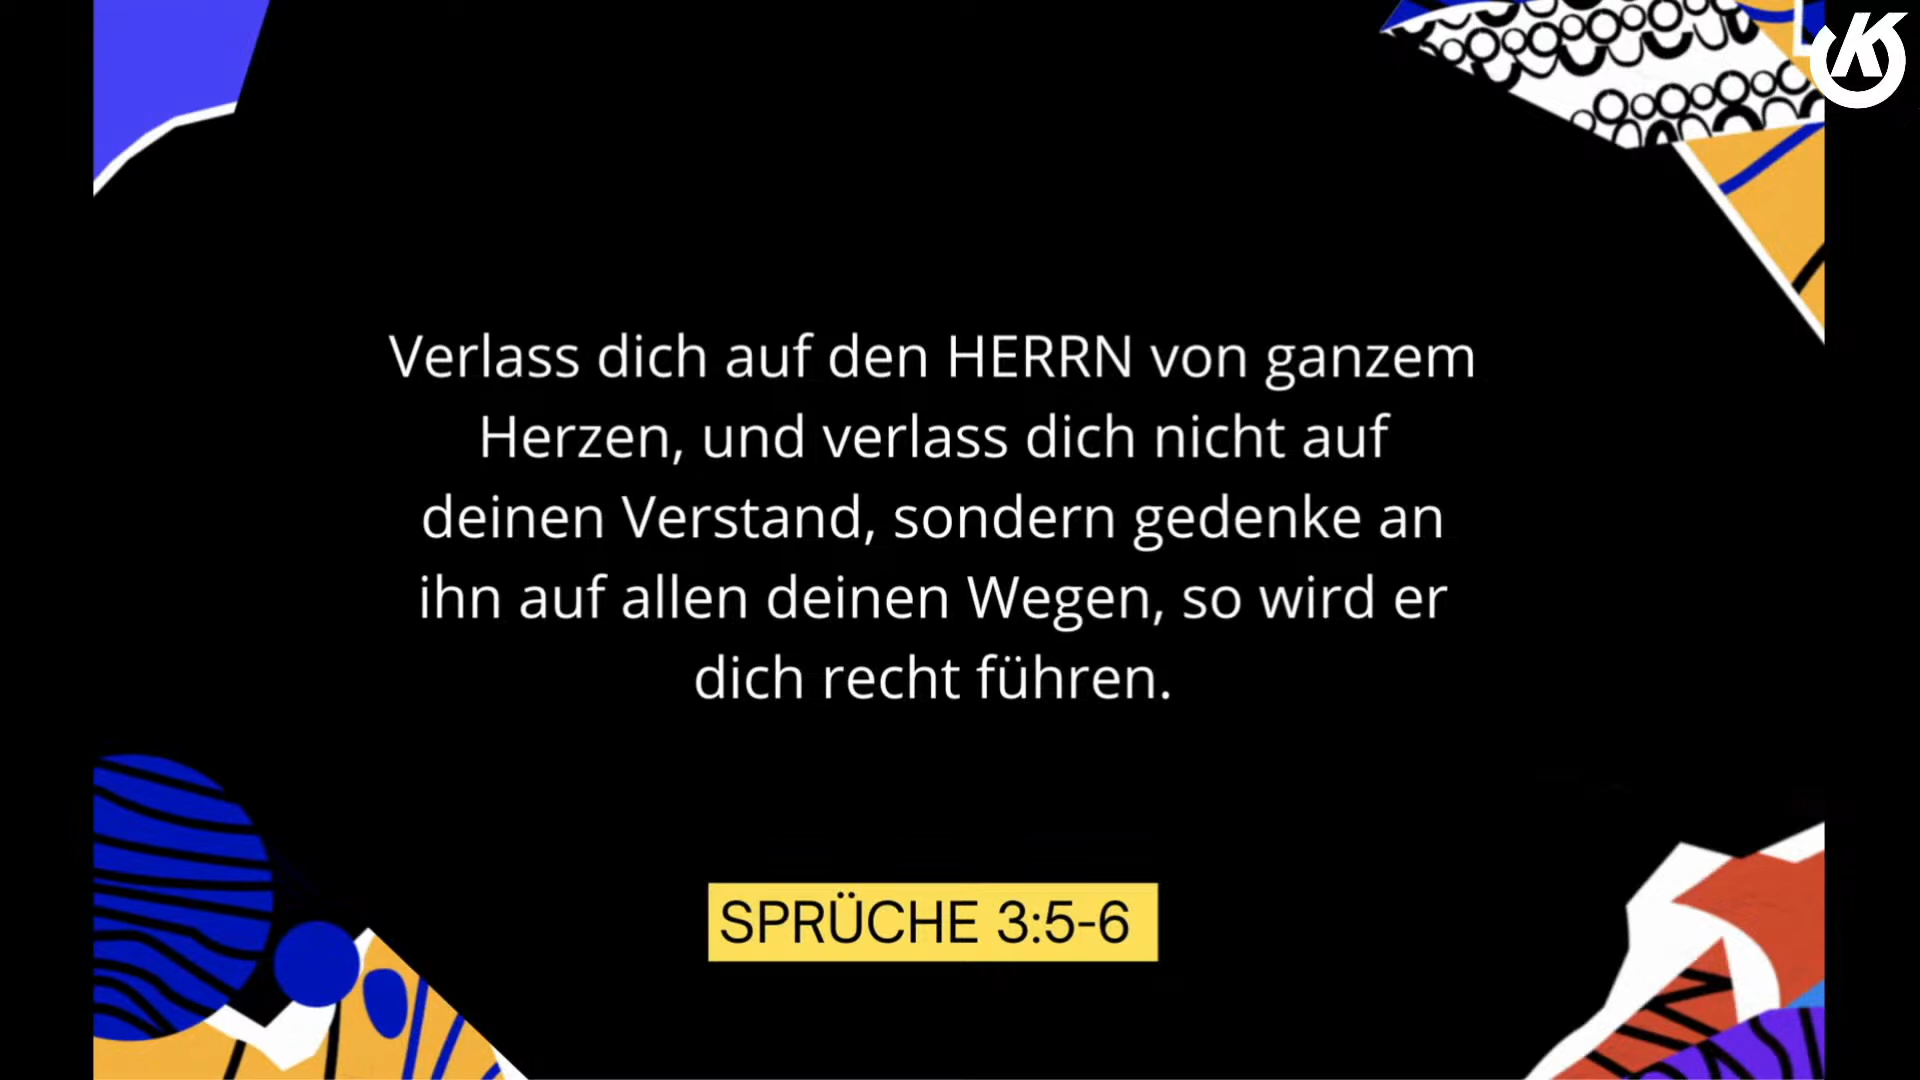 Verlass dich auf den HERRN von ganzem
Herzen, und verlass dich nicht auf
deinen Verstand, sondern gedenke an
ihn auf allen deinen Wegen, so wird er
dich recht führen.
SPRÜCHE 3:5-6